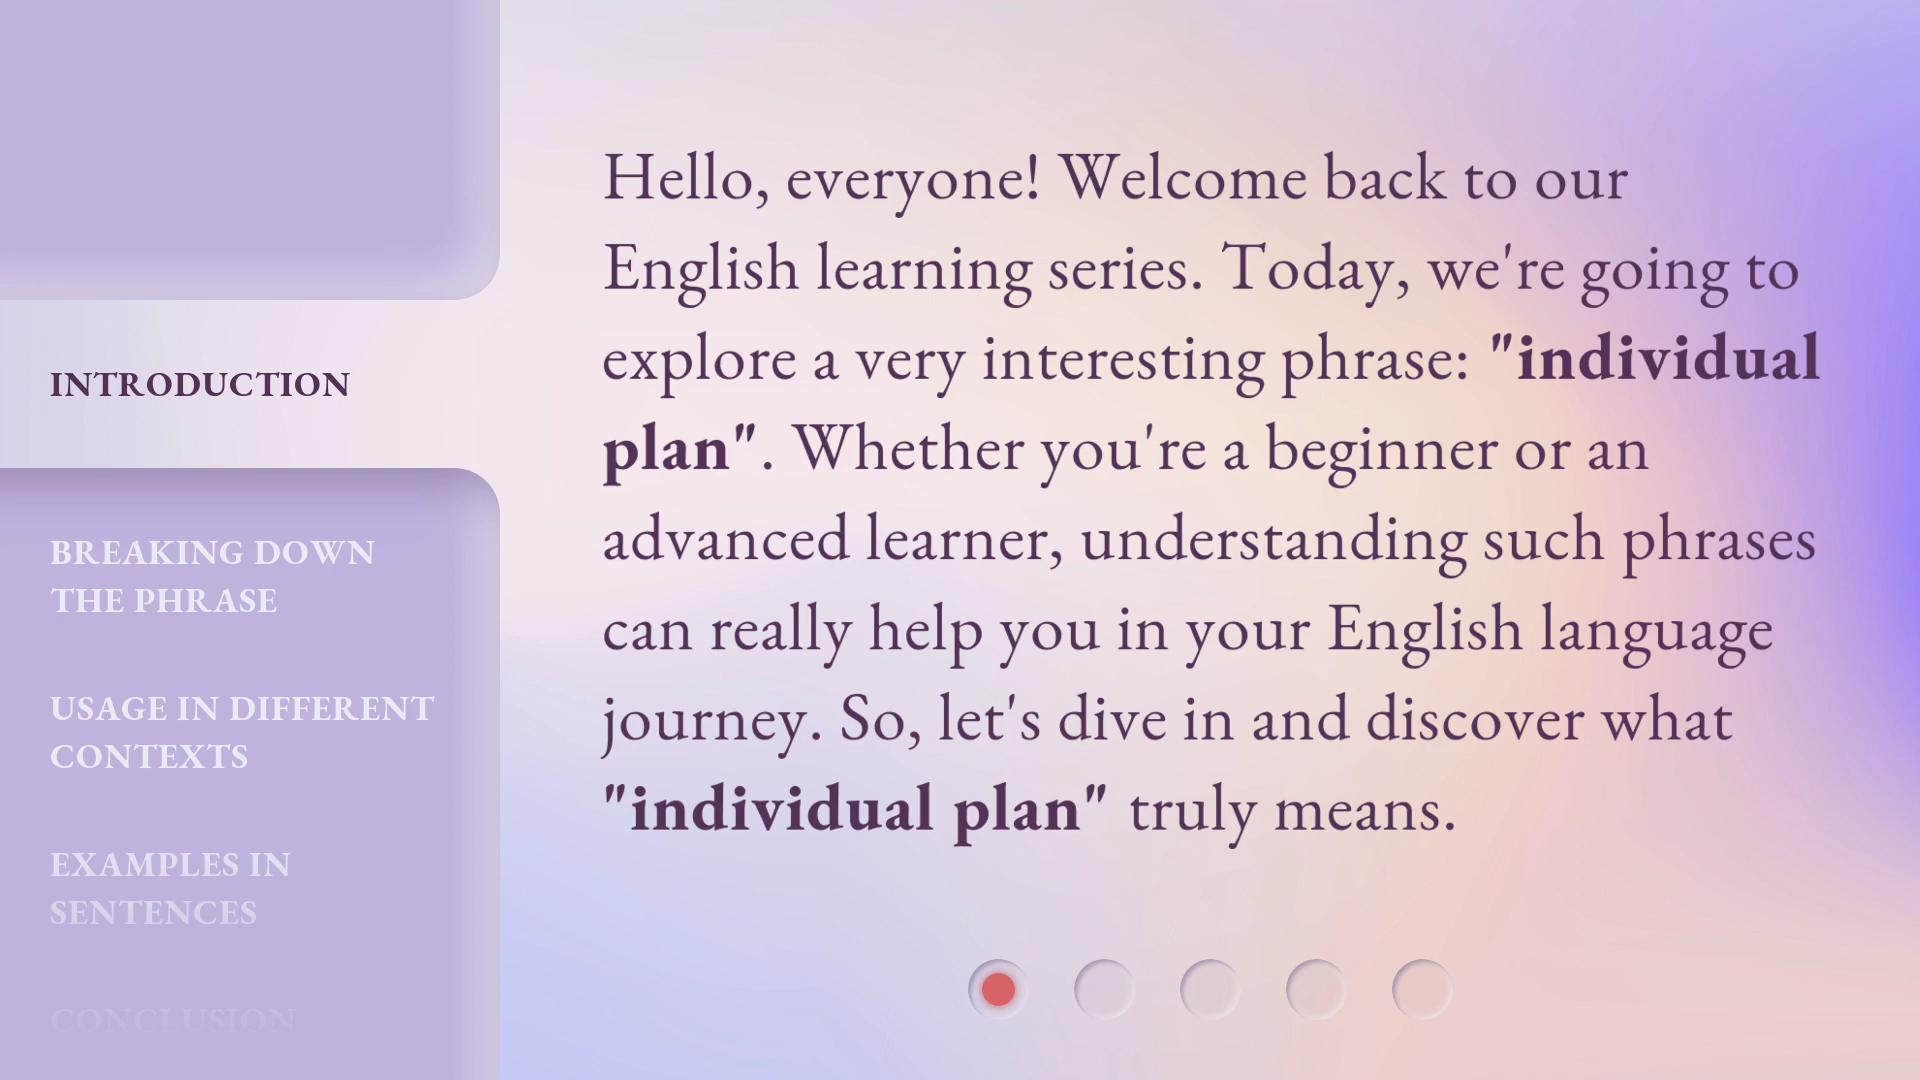 INTRODUCTION
BREAKING DOWN
THE PHRASE
USAGE IN DIFFERENT
CONTEXTS
EXAMPLES IN
SENTENCES
CONCLUSION
Hello, everyone! Welcome back to our
English learning series. Today, we're going to
explore a very interesting phrase: "individual
plan". Whether you're a beginner or an
advanced learner, understanding such phrases
can really help you in your English language
journey. So, let's dive in and discover what
"individual plan" truly means.